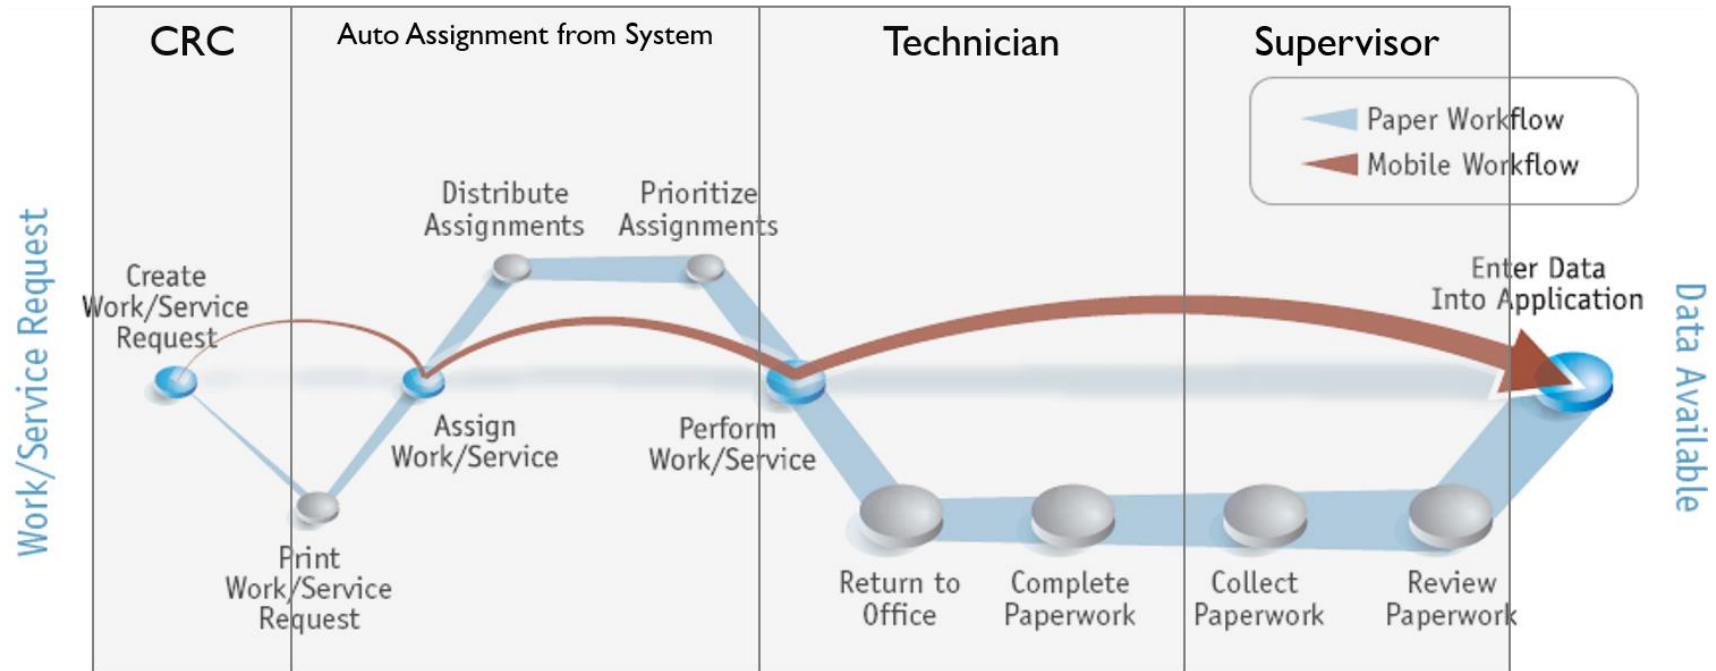 CRC
Auto Assignment from System
Technician
Supervisor
Paper Workflow
Mobile Workflow
Work/Service Request
Create
Work/Service
Request
Print
Work/Service
Request
Assign
Work/Service
Distribute
Assignments
Prioritize
Assignments
Perform
Work/Service
Return to
Office
Complete
Paperwork
Collect
Paperwork
Review
Paperwork
Enter Data
Into Application
Data Available